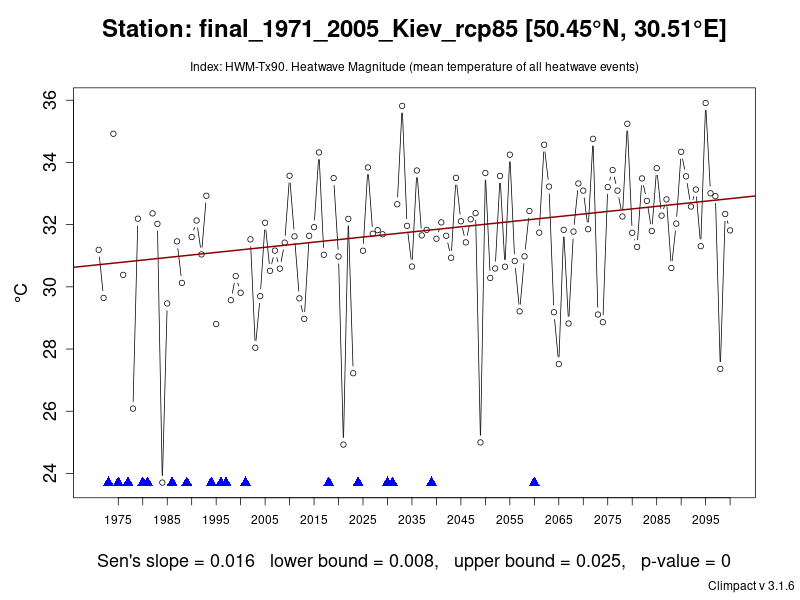 Station: final_1971_2005_Kiev_rcp85 [50.45°N, 30.51°E]
Index: HWM-Tx90. Heatwave Magnitude (mean temperature of all heatwave events)
36
34
32
30
28
26
24
°C
1975 1985 1995 2005 2015 2025 2035 2045 2055 2065 2075 2085 2095
Sen's slope = 0.016 lower bound = 0.008, upper bound = 0.025, p-value = 0
Climpact v 3.1.6